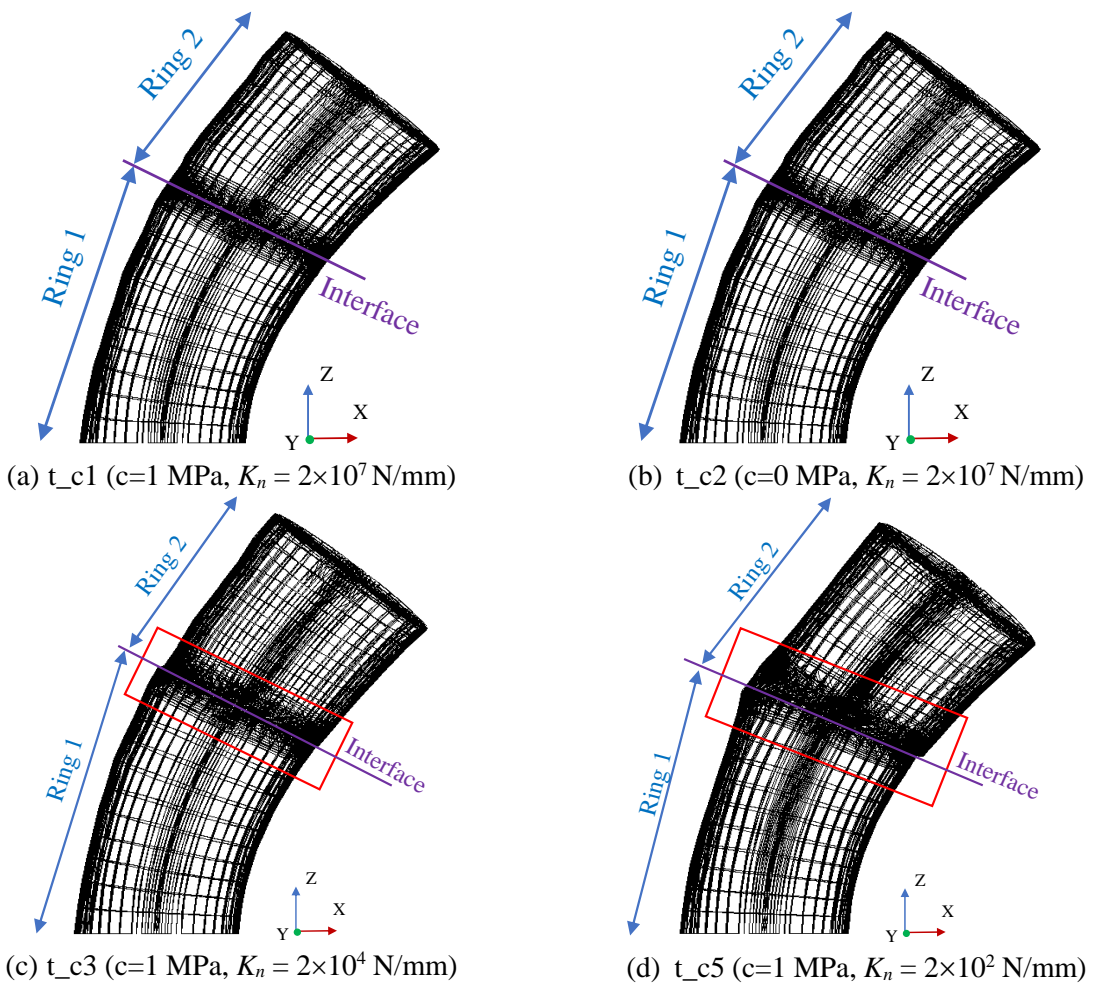 Ring 2
Ring 1
Interface
Z
X
Y
(a) t_c1 (c=1 MPa, Kₙ = 2×10⁷ N/mm)
Ring 2
Ring 1
Interface
Z
X
Y
(b) t_c2 (c=0 MPa, Kₙ = 2×10⁷ N/mm)
Ring 2
Ring 1
Interface
Z
X
Y
(c) t_c3 (c=1 MPa, Kₙ = 2×10⁴ N/mm)
Ring 2
Ring 1
Interface
Z
X
Y
(d) t_c5 (c=1 MPa, Kₙ = 2×10² N/mm)